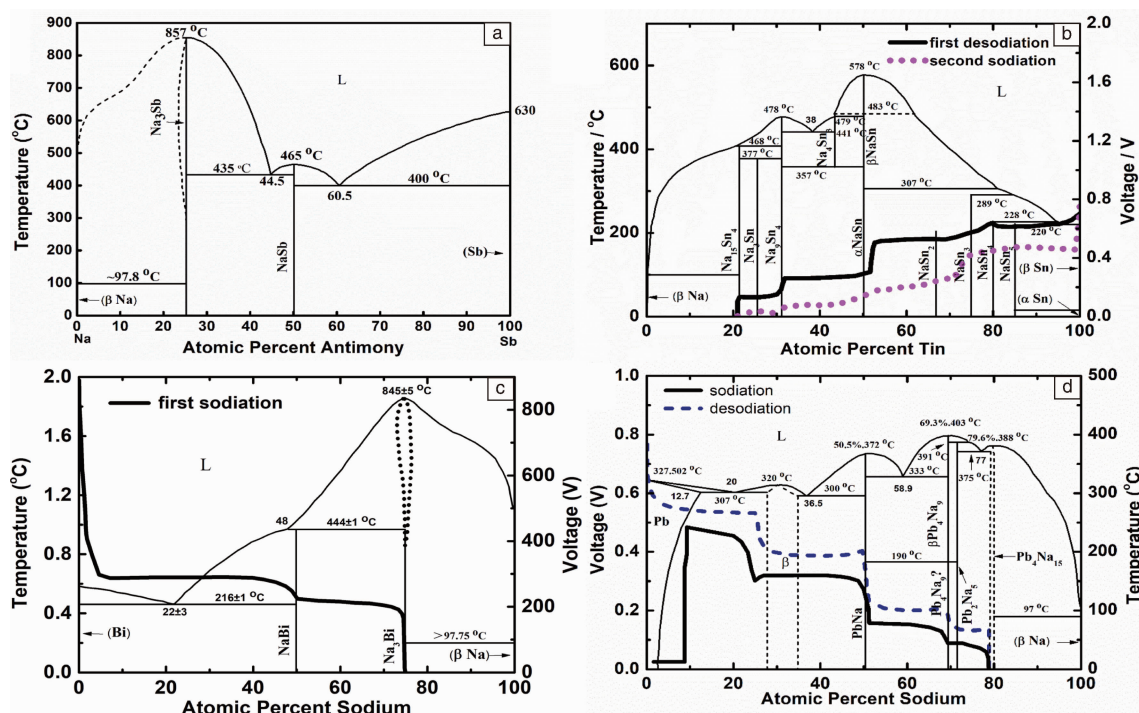 a
900
800
700
600
500
400
300
200
100
0
Temperature (°C)
857 °C
L
630
Na₃Sb
435 °C
465 °C
44.5
400 °C
60.5
NaSb
(Sb)
~97.8 °C
(β Na)
0 10 20 30 40 50 60 70 80 90 100
Na
Sb
Atomic Percent Antimony
b
first desodiation
second sodiation
600
400
200
0
Temperature / °C
2.0
1.6
1.2
0.8
0.4
0.0
Voltage / V
578 °C
L
478 °C
483 °C
38
479 °C
468 °C
441 °C
377 °C
357 °C
307 °C
289 °C
228 °C
220 °C
Na₁₅Sn₄
Na₃Sn
Na₉Sn₄
Na₄Sn₃
βNaSn
αNaSn
NaSn₂
NaSn₃
NaSn₄
(β Na)
(β Sn)
(α Sn)
0 20 40 60 80 100
Atomic Percent Tin
c
first sodiation
2.0
1.6
1.2
0.8
0.4
0.0
Temperature (°C)
800
600
400
200
0
Voltage (V)
845±5 °C
L
48
444±1 °C
216±1 °C
22±3
(Bi)
NaBi
Na₃Bi
>97.75 °C
(β Na)
0 20 40 60 80 100
Atomic Percent Sodium
d
sodiation
desodiation
1.0
0.8
0.6
0.4
0.2
0.0
Voltage (V)
500
400
300
200
100
0
Temperature (°C)
L
69.3%.403 °C
50.5%.372 °C
79.6%.388 °C
391 °C
77
327.502 °C
20
320 °C
333 °C
375 °C
12.7
307 °C
300 °C
58.9
36.5
Pb
β
190 °C
βPb₄Na₉
Pb₄Na₉?
Pb₂Na₅
Pb₄Na₁₅
PbNa
97 °C
(β Na)
0 20 40 60 80 100
Atomic Percent Sodium